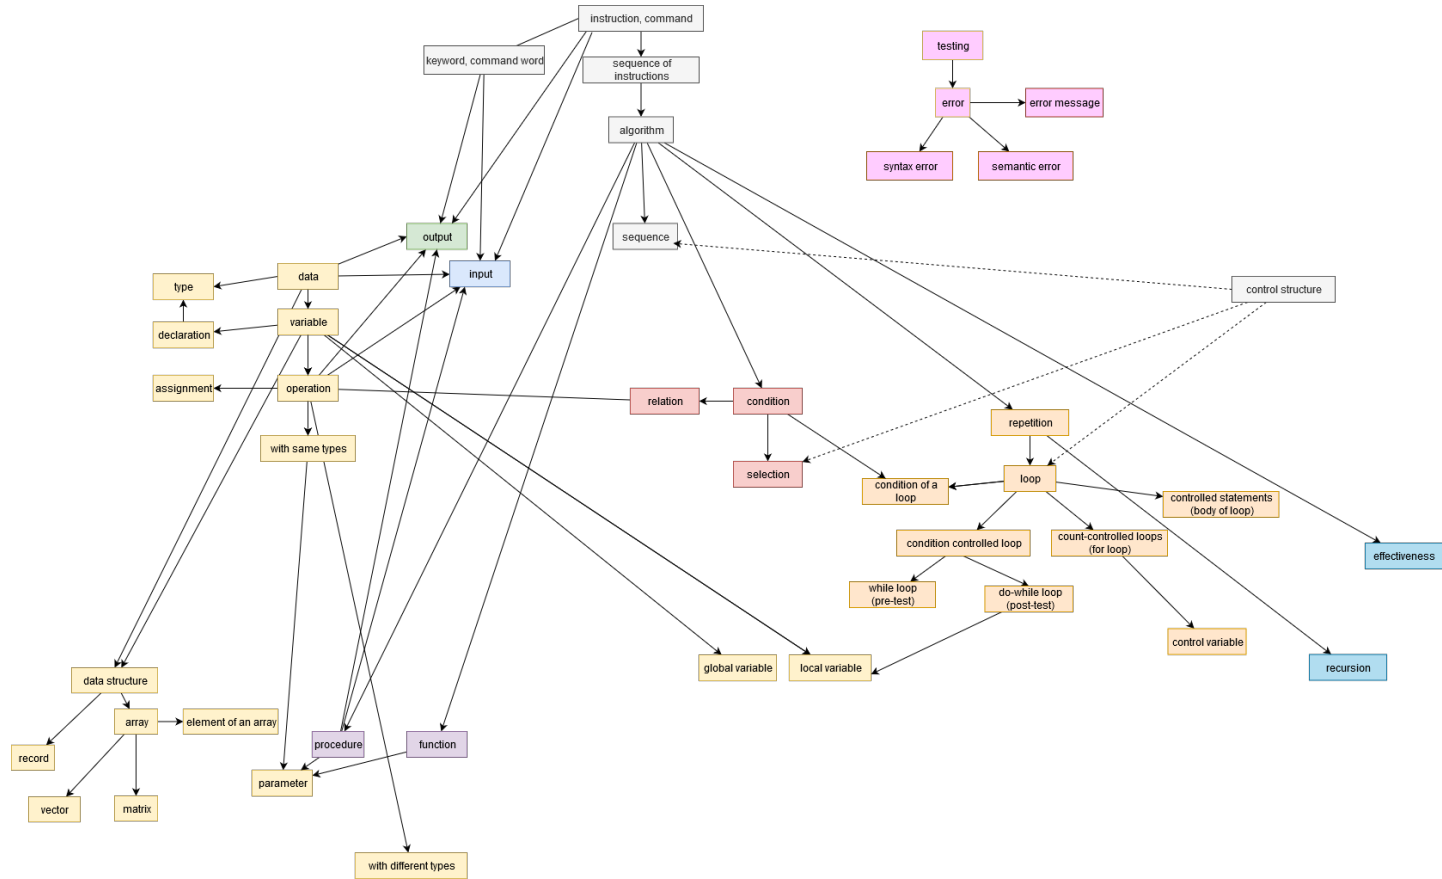 instruction, command
keyword, command word
sequence of
instructions
testing
error
error message
algorithm
syntax error
semantic error
output
sequence
data
input
type
control structure
variable
declaration
assignment
operation
relation
condition
repetition
with same types
selection
loop
condition of a
loop
controlled statements
(body of loop)
condition controlled loop
count-controlled loops
(for loop)
effectiveness
while loop
(pre-test)
do-while loop
(post-test)
control variable
data structure
global variable
local variable
recursion
array
element of an array
record
procedure
function
parameter
vector
matrix
with different types